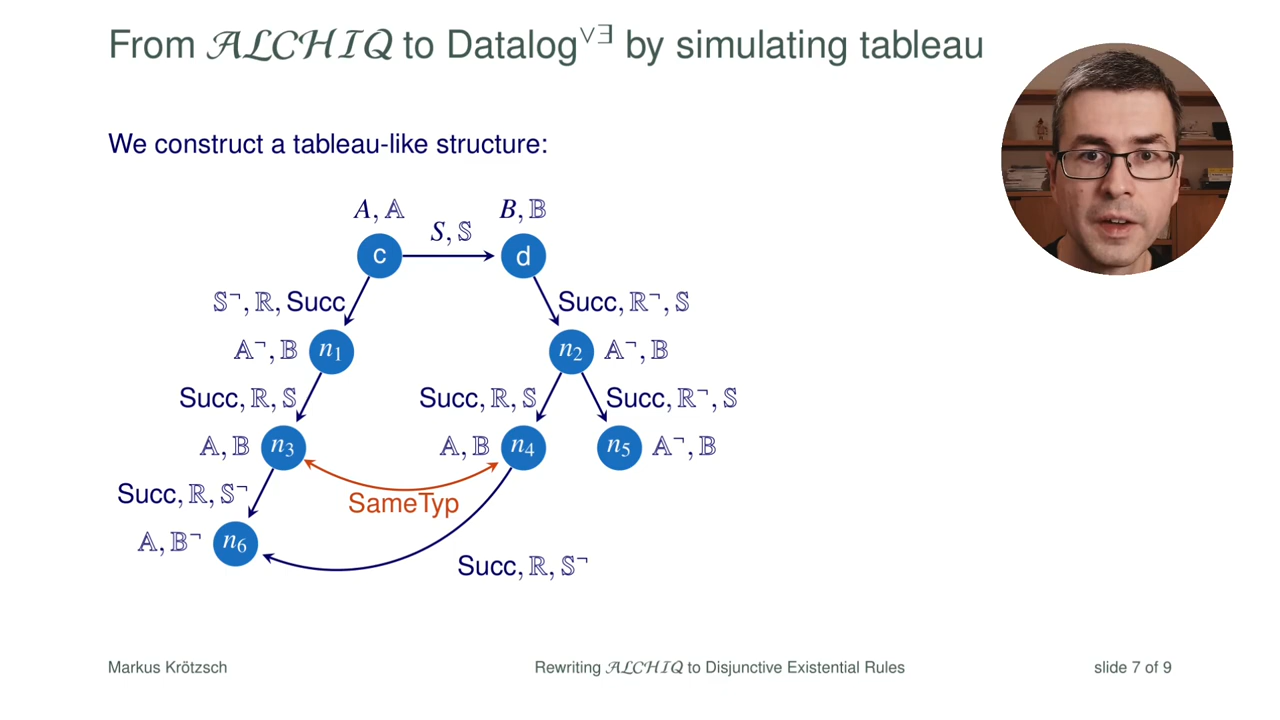 From 𝒜ℒ𝒞ℋℐ𝒬 to Datalog^∨∃ by simulating tableau
We construct a tableau-like structure:
A, 𝔸
B, 𝔹
S, 𝕊
c
d
𝕊¬, ℝ, Succ
Succ, ℝ¬, 𝕊
𝔸¬, 𝔹
n1
n2
𝔸¬, 𝔹
Succ, ℝ, 𝕊
Succ, ℝ, 𝕊
Succ, ℝ¬, 𝕊
𝔸, 𝔹
n3
𝔸, 𝔹
n4
n5
𝔸¬, 𝔹
Succ, ℝ, 𝕊¬
SameTyp
𝔸, 𝔹¬
n6
Succ, ℝ, 𝕊¬
Markus Krötzsch
Rewriting 𝒜ℒ𝒞ℋℐ𝒬 to Disjunctive Existential Rules
slide 7 of 9